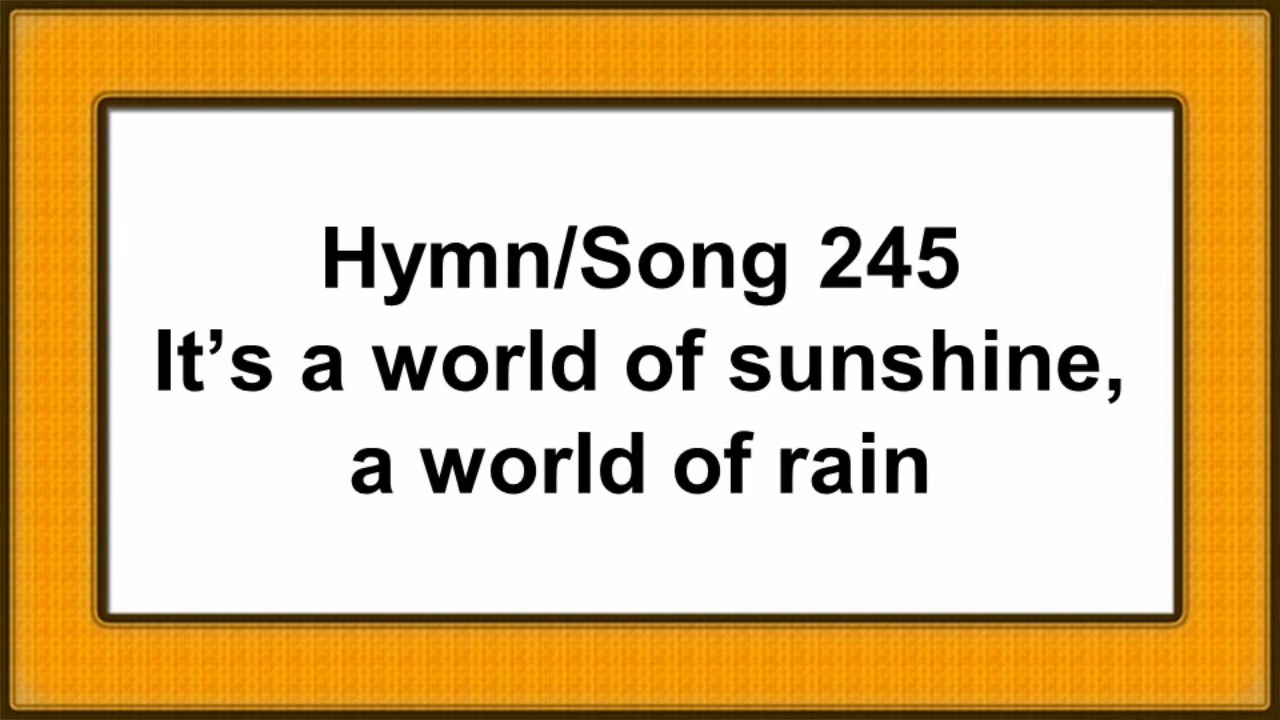 Hymn/Song 245
It’s a world of sunshine,
a world of rain